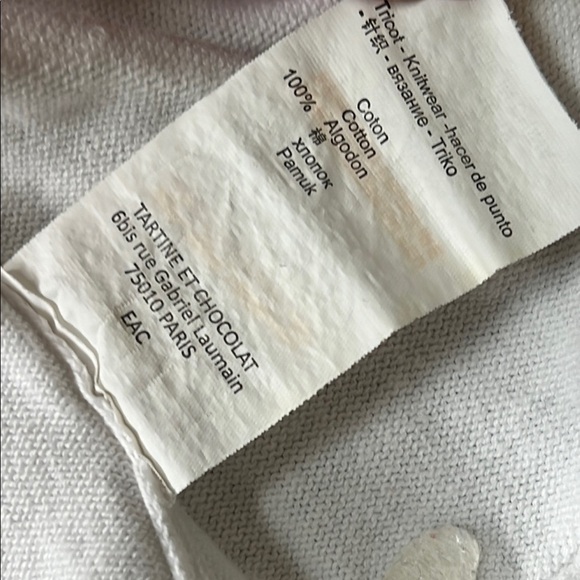 Tricot - Knitwear -hacer de punto
- 针织 - вязание - Triko
Coton
Cotton
100% Algodon
棉
хлопок
Pamuk
TARTINE ET CHOCOLAT
6bis rue Gabriel Laumain
75010 PARIS
EAC